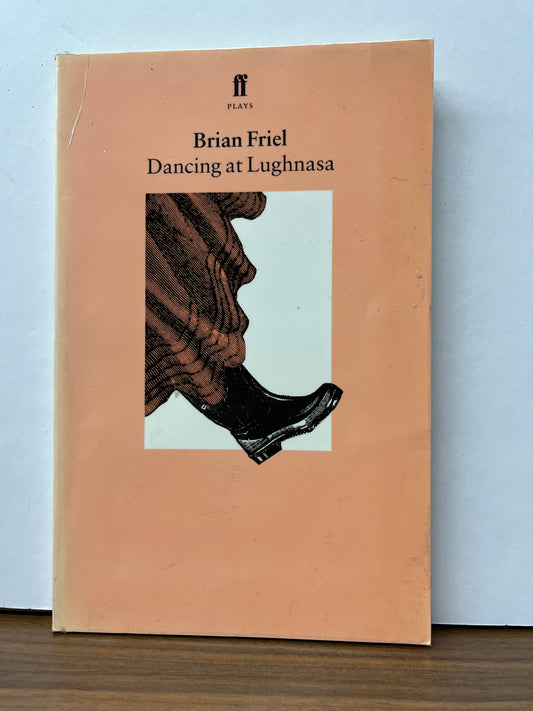 ff
PLAYS
Brian Friel
Dancing at Lughnasa